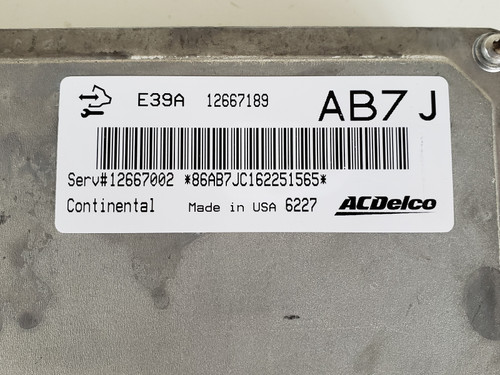 E39A 12667189 AB7J
Serv#12667002 *86AB7JC162251565*
Continental Made in USA 6227 ACDelco